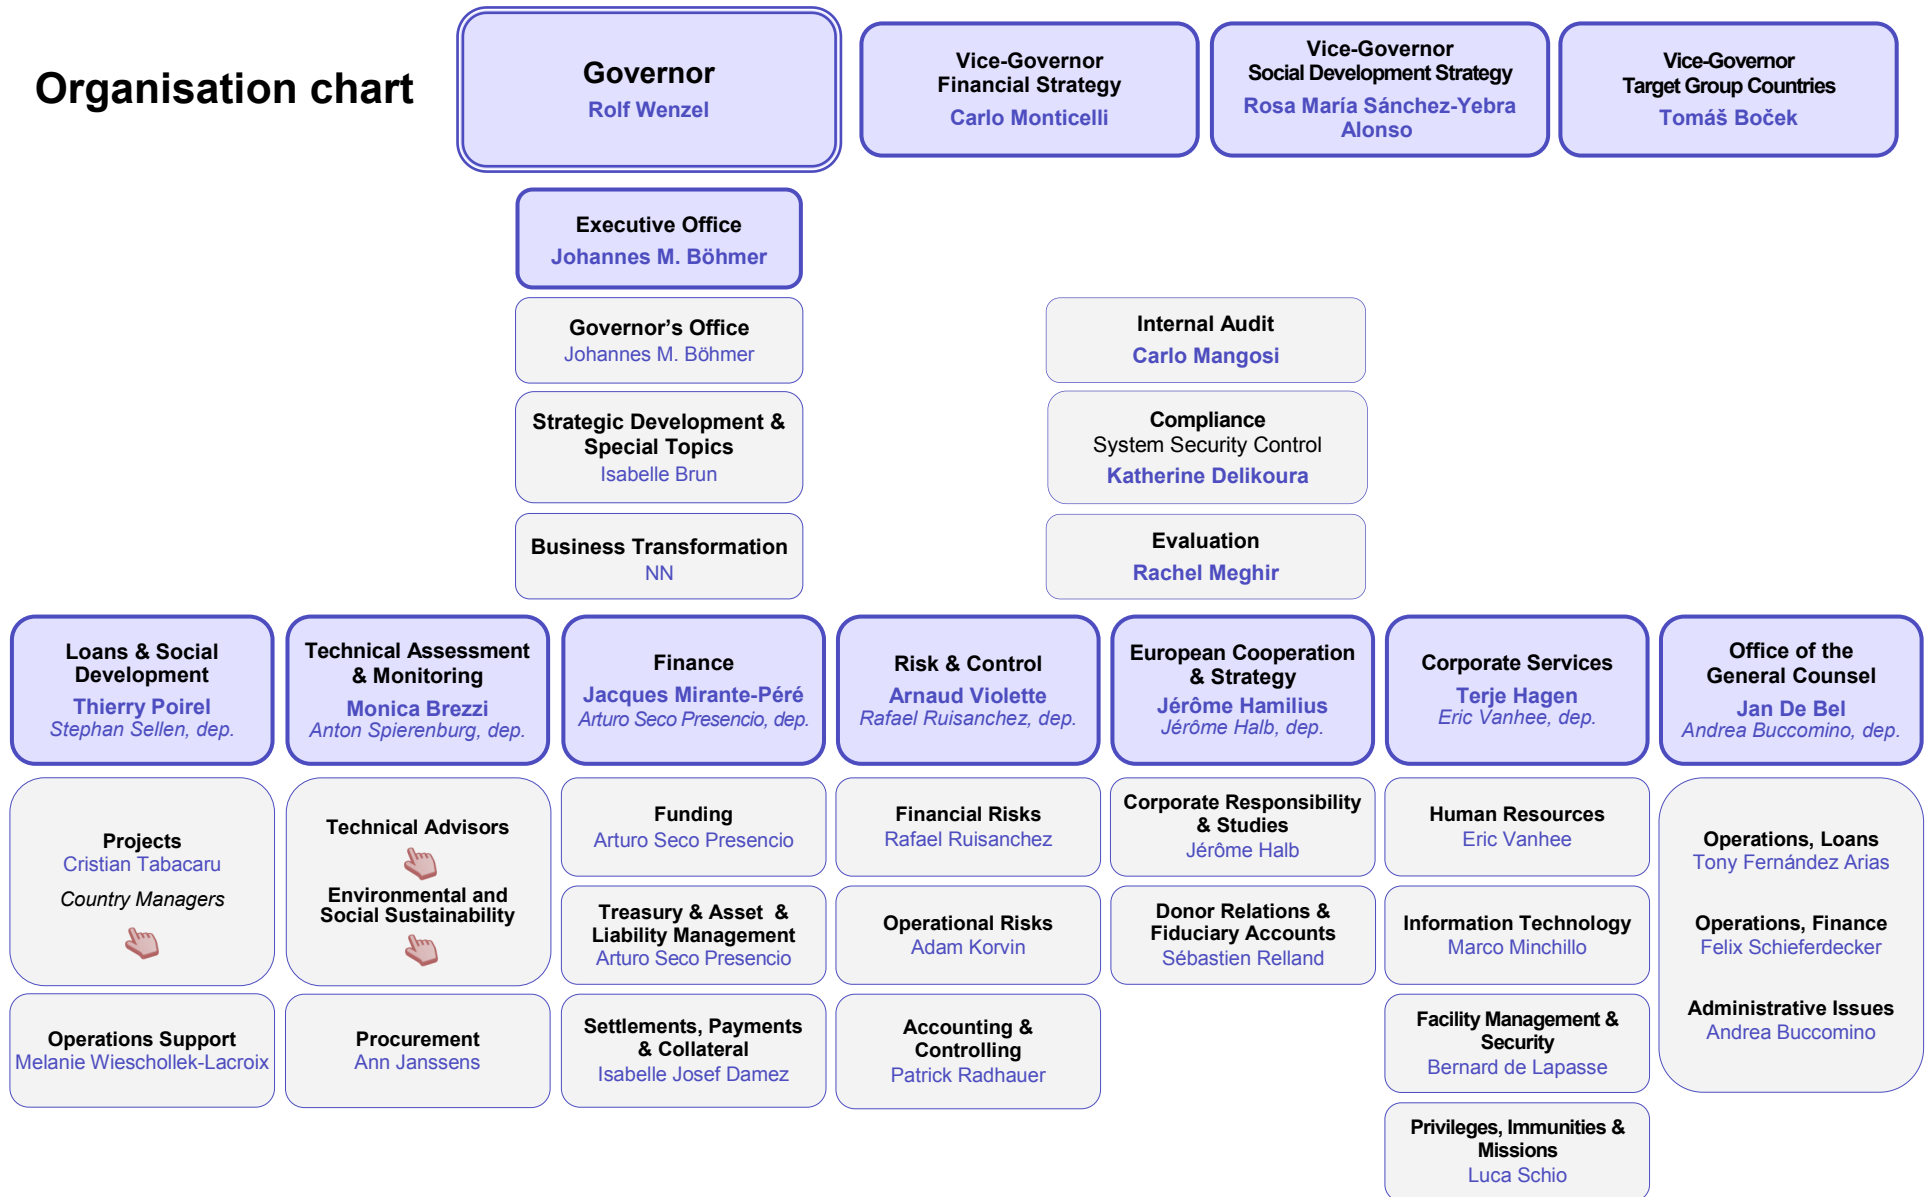 Organisation chart
Governor
Rolf Wenzel
Vice-Governor
Financial Strategy
Carlo Monticelli
Vice-Governor
Social Development Strategy
Rosa María Sánchez-Yebra
Alonso
Vice-Governor
Target Group Countries
Tomáš Boček
Executive Office
Johannes M. Böhmer
Governor’s Office
Johannes M. Böhmer
Strategic Development &
Special Topics
Isabelle Brun
Business Transformation
NN
Internal Audit
Carlo Mangosi
Compliance
System Security Control
Katherine Delikoura
Evaluation
Rachel Meghir
Loans & Social
Development
Thierry Poirel
Stephan Sellen, dep.
Projects
Cristian Tabacaru
Country Managers
Operations Support
Melanie Wieschollek-Lacroix
Technical Assessment
& Monitoring
Monica Brezzi
Anton Spierenburg, dep.
Technical Advisors
Environmental and
Social Sustainability
Procurement
Ann Janssens
Finance
Jacques Mirante-Péré
Arturo Seco Presencio, dep.
Funding
Arturo Seco Presencio
Treasury & Asset &
Liability Management
Arturo Seco Presencio
Settlements, Payments
& Collateral
Isabelle Josef Damez
Risk & Control
Arnaud Violette
Rafael Ruisanchez, dep.
Financial Risks
Rafael Ruisanchez
Operational Risks
Adam Korvin
Accounting &
Controlling
Patrick Radhauer
European Cooperation
& Strategy
Jérôme Hamilius
Jérôme Halb, dep.
Corporate Responsibility
& Studies
Jérôme Halb
Donor Relations &
Fiduciary Accounts
Sébastien Relland
Corporate Services
Terje Hagen
Eric Vanhee, dep.
Human Resources
Eric Vanhee
Information Technology
Marco Minchillo
Facility Management &
Security
Bernard de Lapasse
Privileges, Immunities &
Missions
Luca Schio
Office of the
General Counsel
Jan De Bel
Andrea Buccomino, dep.
Operations, Loans
Tony Fernández Arias
Operations, Finance
Felix Schieferdecker
Administrative Issues
Andrea Buccomino